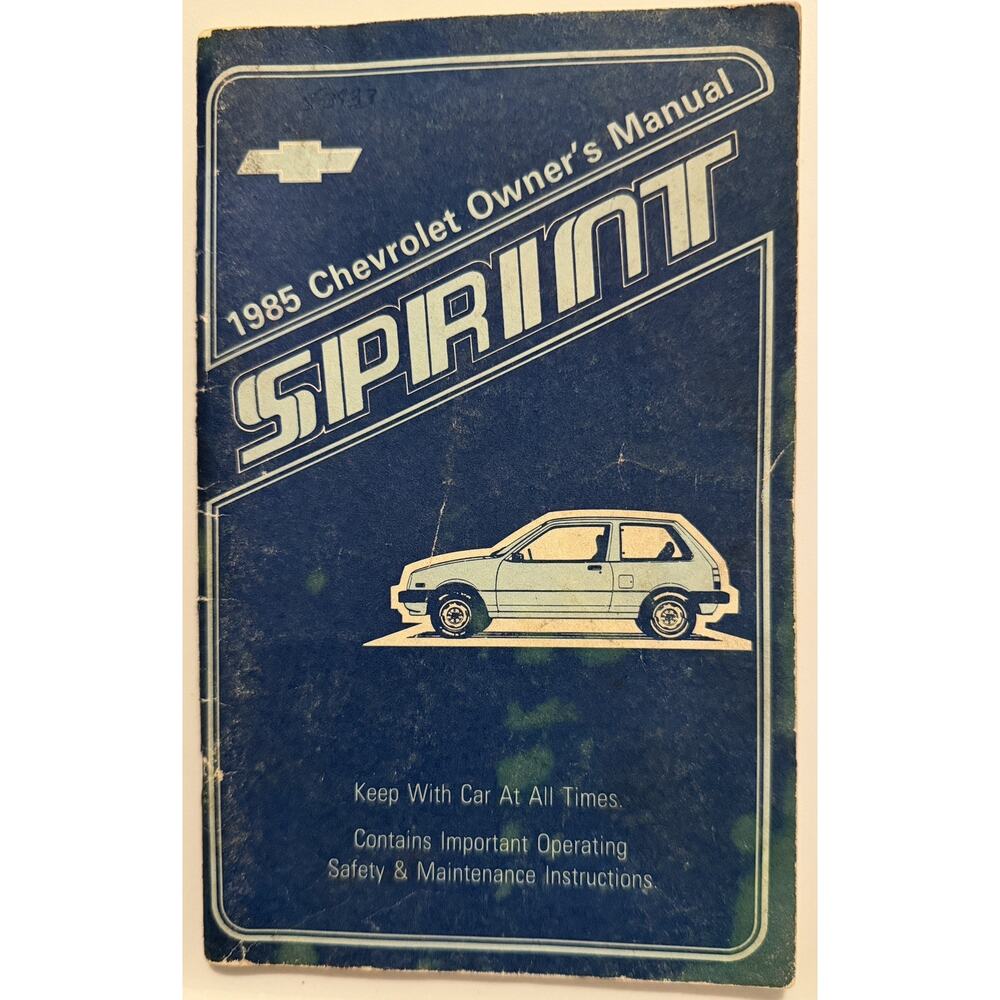 1985 Chevrolet Owner's Manual
SPRINT
Keep With Car At All Times.
Contains Important Operating
Safety & Maintenance Instructions.